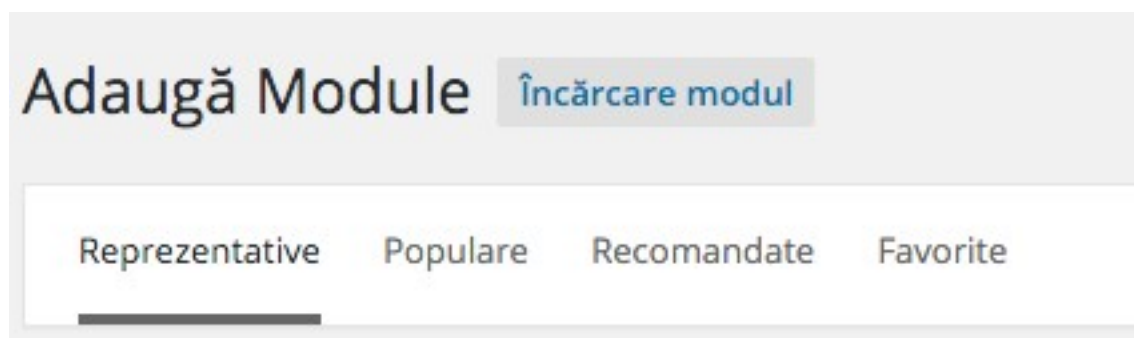 Adaugă Module Încărcare modul
Reprezentative Populare Recomandate Favorite